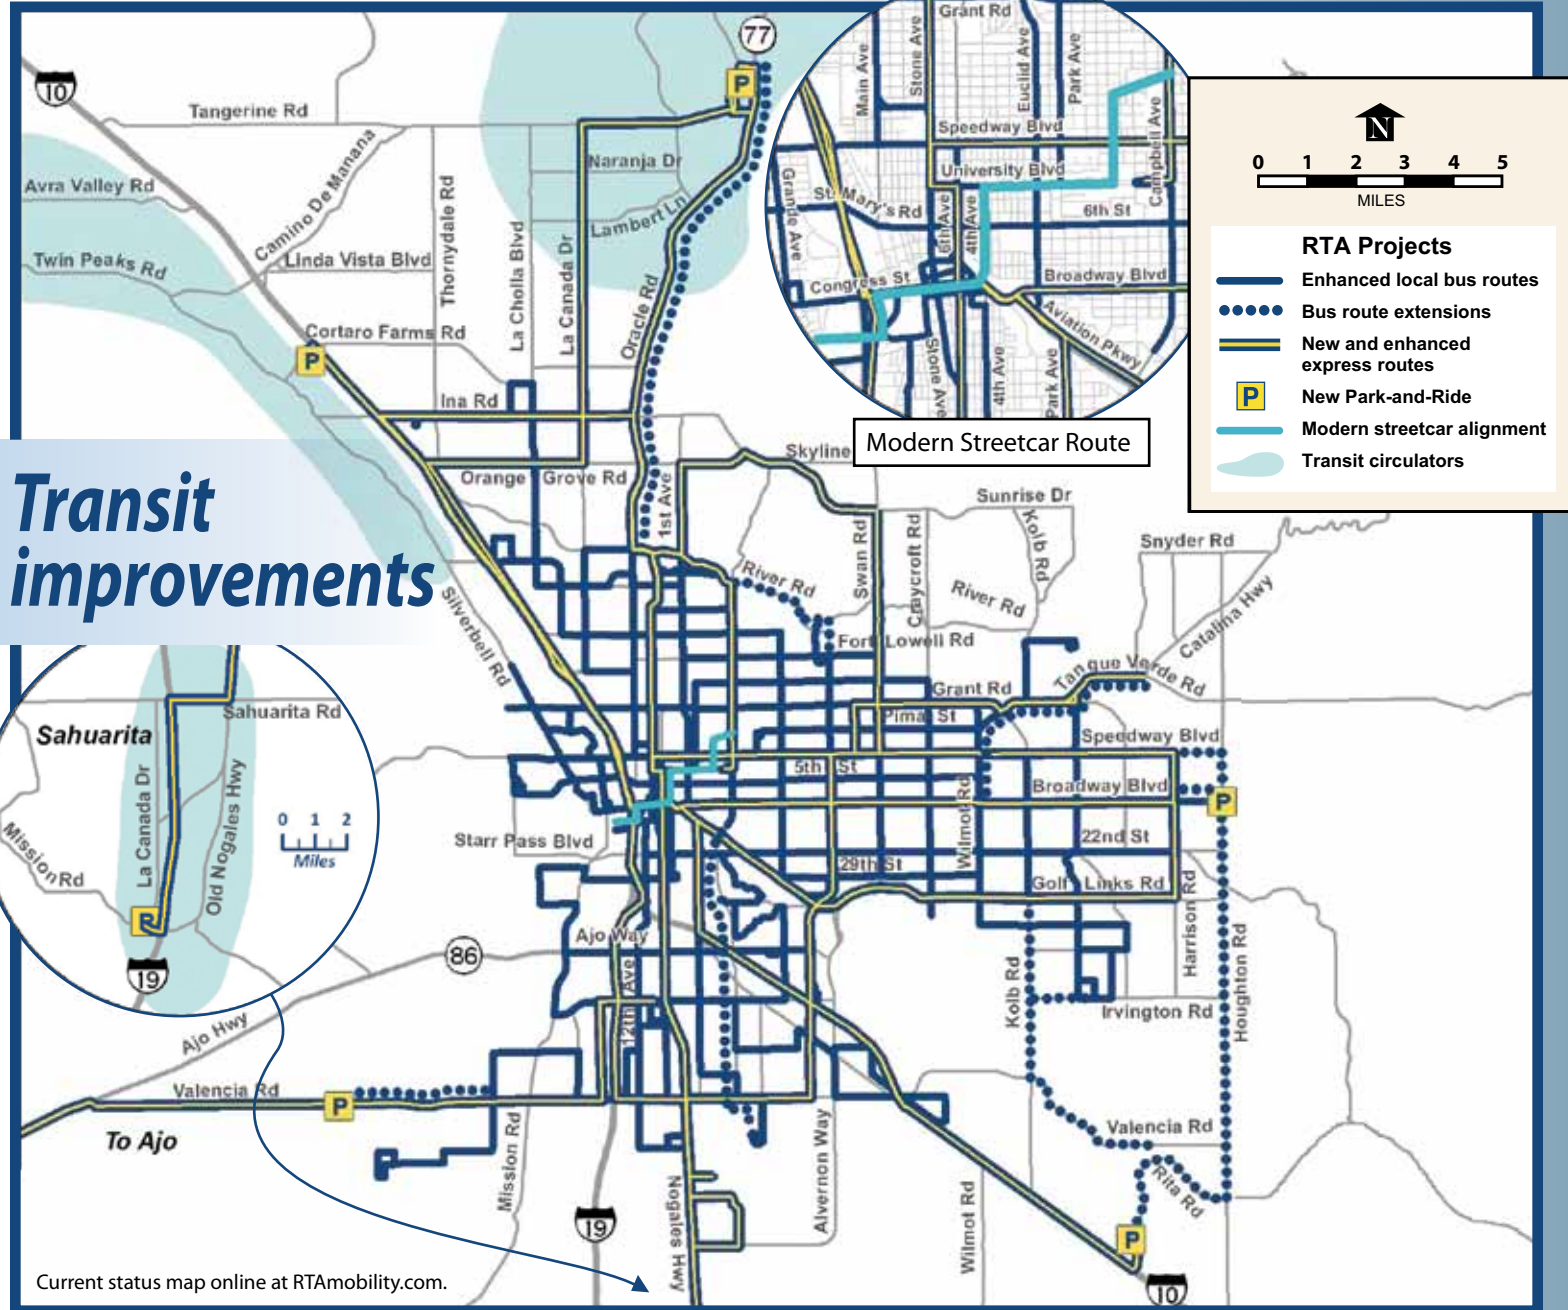 77
P
10
Tangerine Rd
Naranja Dr
Avra Valley Rd
Camino De Manana
Thornydale Rd
La Cholla Blvd
La Canada Dr
Lambert Ln
Oracle Rd
Twin Peaks Rd
Linda Vista Blvd
Cortaro Farms Rd
P
Ina Rd
Orange Grove Rd
1st Ave
Skyline
Grant Rd
Main Ave
Stone Ave
Euclid Ave
Park Ave
Speedway Blvd
University Blvd
Campbell Ave
Grande Ave
St. Mary's Rd
6th Ave
4th Ave
6th St
Congress St
Broadway Blvd
Aviation Pkwy
Stone Ave
4th Ave
Park Ave
Modern Streetcar Route
N
0 1 2 3 4 5
MILES
RTA Projects
Enhanced local bus routes
Bus route extensions
New and enhanced
express routes
P
New Park-and-Ride
Modern streetcar alignment
Transit circulators
Transit
improvements
Sunrise Dr
Swan Rd
Craycroft Rd
Kolb Rd
Snyder Rd
Catalina Hwy
River Rd
River Rd
Silverbell Rd
Fort Lowell Rd
Tanque Verde Rd
Grant Rd
Pima St
Speedway Blvd
5th St
Broadway Blvd
P
Wilmot Rd
Starr Pass Blvd
22nd St
29th St
Golf Links Rd
Harrison Rd
Houghton Rd
Sahuarita Rd
Sahuarita
La Canada Dr
Old Nogales Hwy
Mission Rd
0 1 2
Miles
P
19
Ajo Way
86
12th Ave
Kolb Rd
Irvington Rd
Ajo Hwy
Valencia Rd
P
To Ajo
Mission Rd
Valencia Rd
Rita Rd
Alvernon Way
Nogales Hwy
Wilmot Rd
19
P
10
Current status map online at RTAmobility.com.